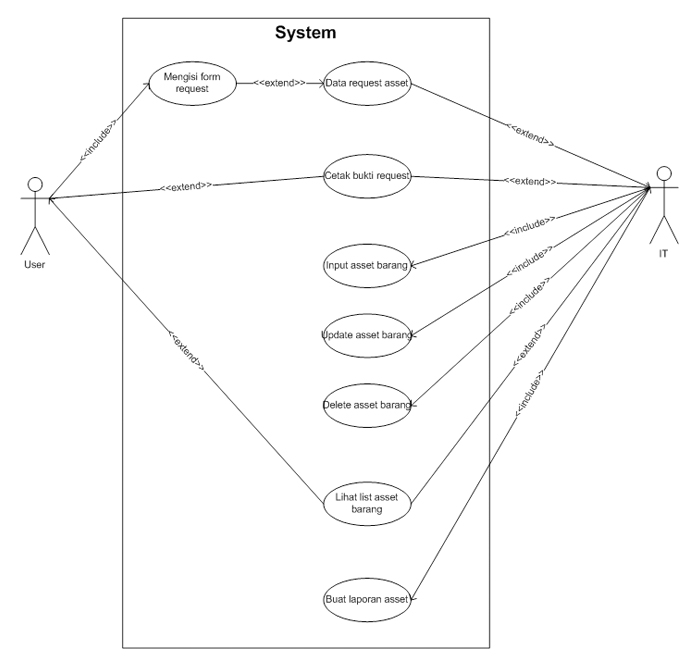 System
Mengisi form
request
<<extend>>
Data request asset
<<include>>
<<extend>>
Cetak bukti request
<<extend>>
<<extend>>
User
IT
<<include>>
Input asset barang
<<include>>
<<include>>
Update asset barang
<<extend>>
<<extend>>
Delete asset barang
<<include>>
Lihat list asset
barang
Buat laporan asset